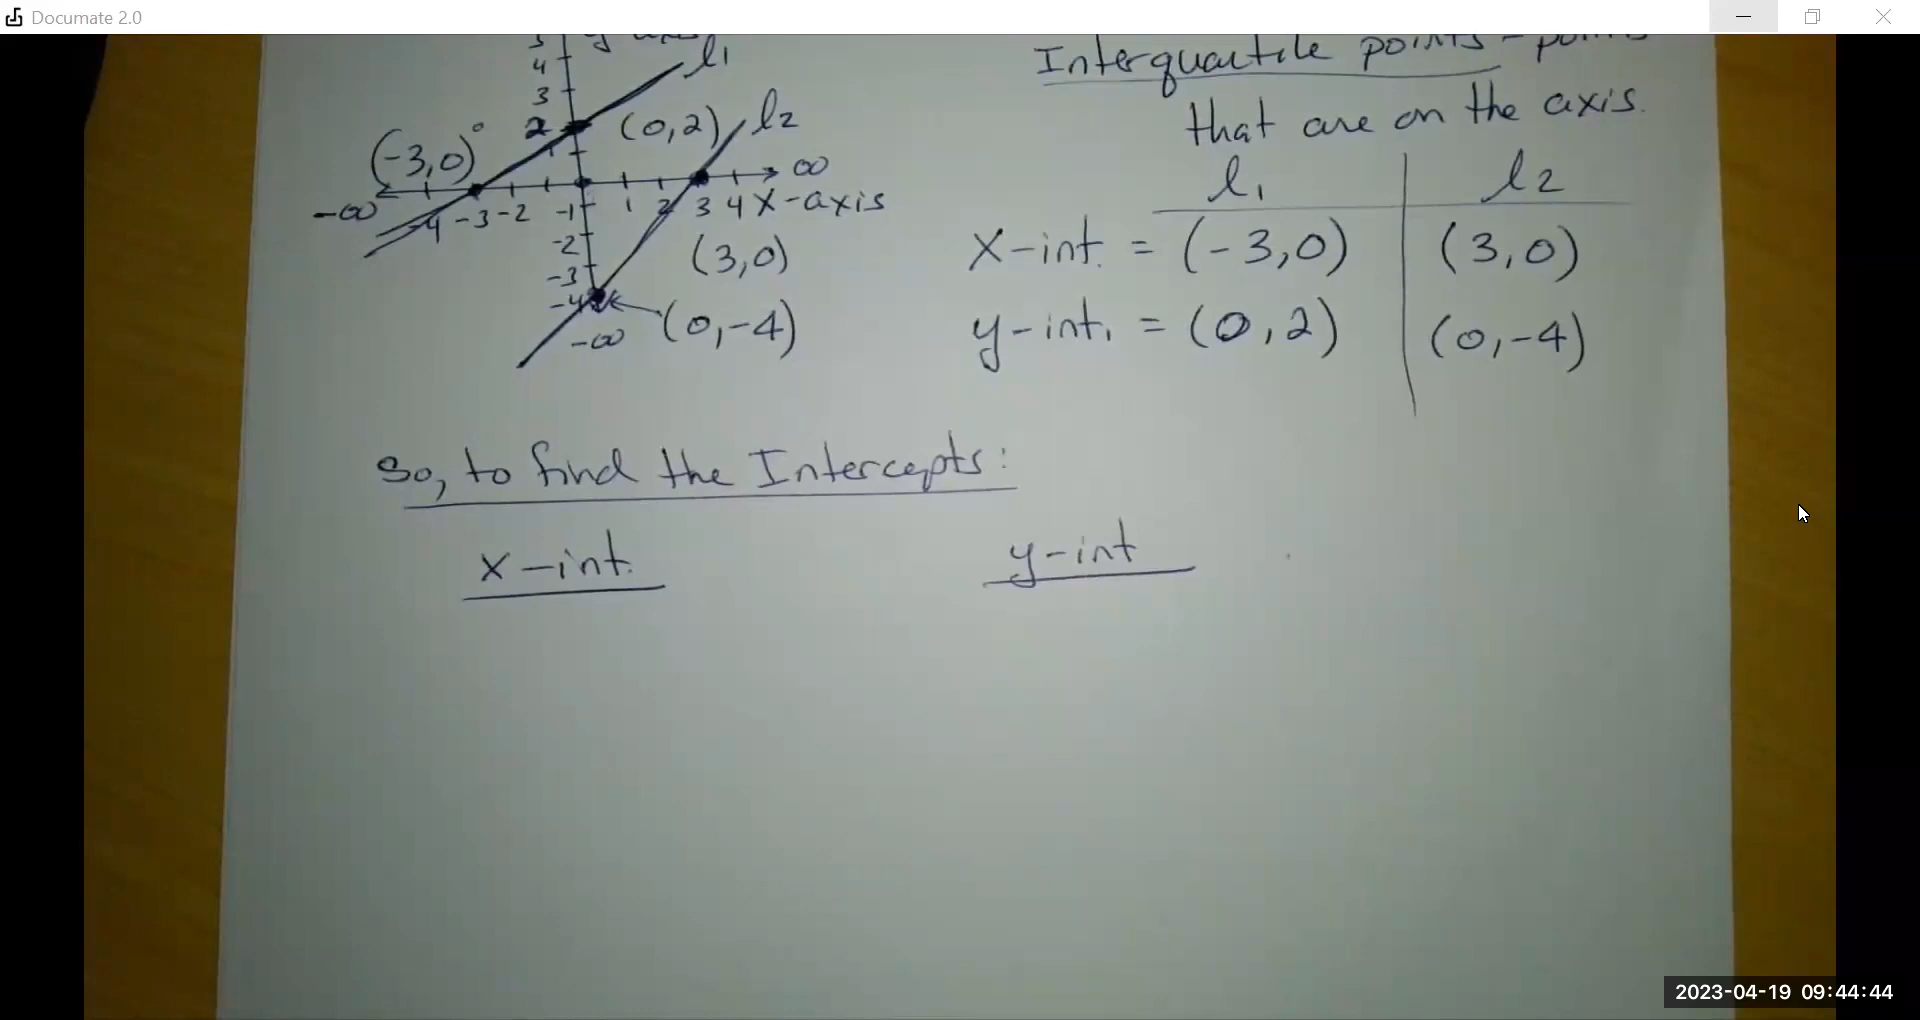 Documate 2.0
4
3
2
l1
Interquartile points - points
that are on the axis.
(-3,0)
(0,2)
l2
-∞
-4 -3 -2 -1 1 2 3 4 x-axis
∞
-2
-3
-4
-∞
(3,0)
(0,-4)
l1 l2
x-int. = (-3,0) (3,0)
y-int. = (0,2) (0,-4)
So, to find the Intercepts:
x-int. y-int
2023-04-19 09:44:44